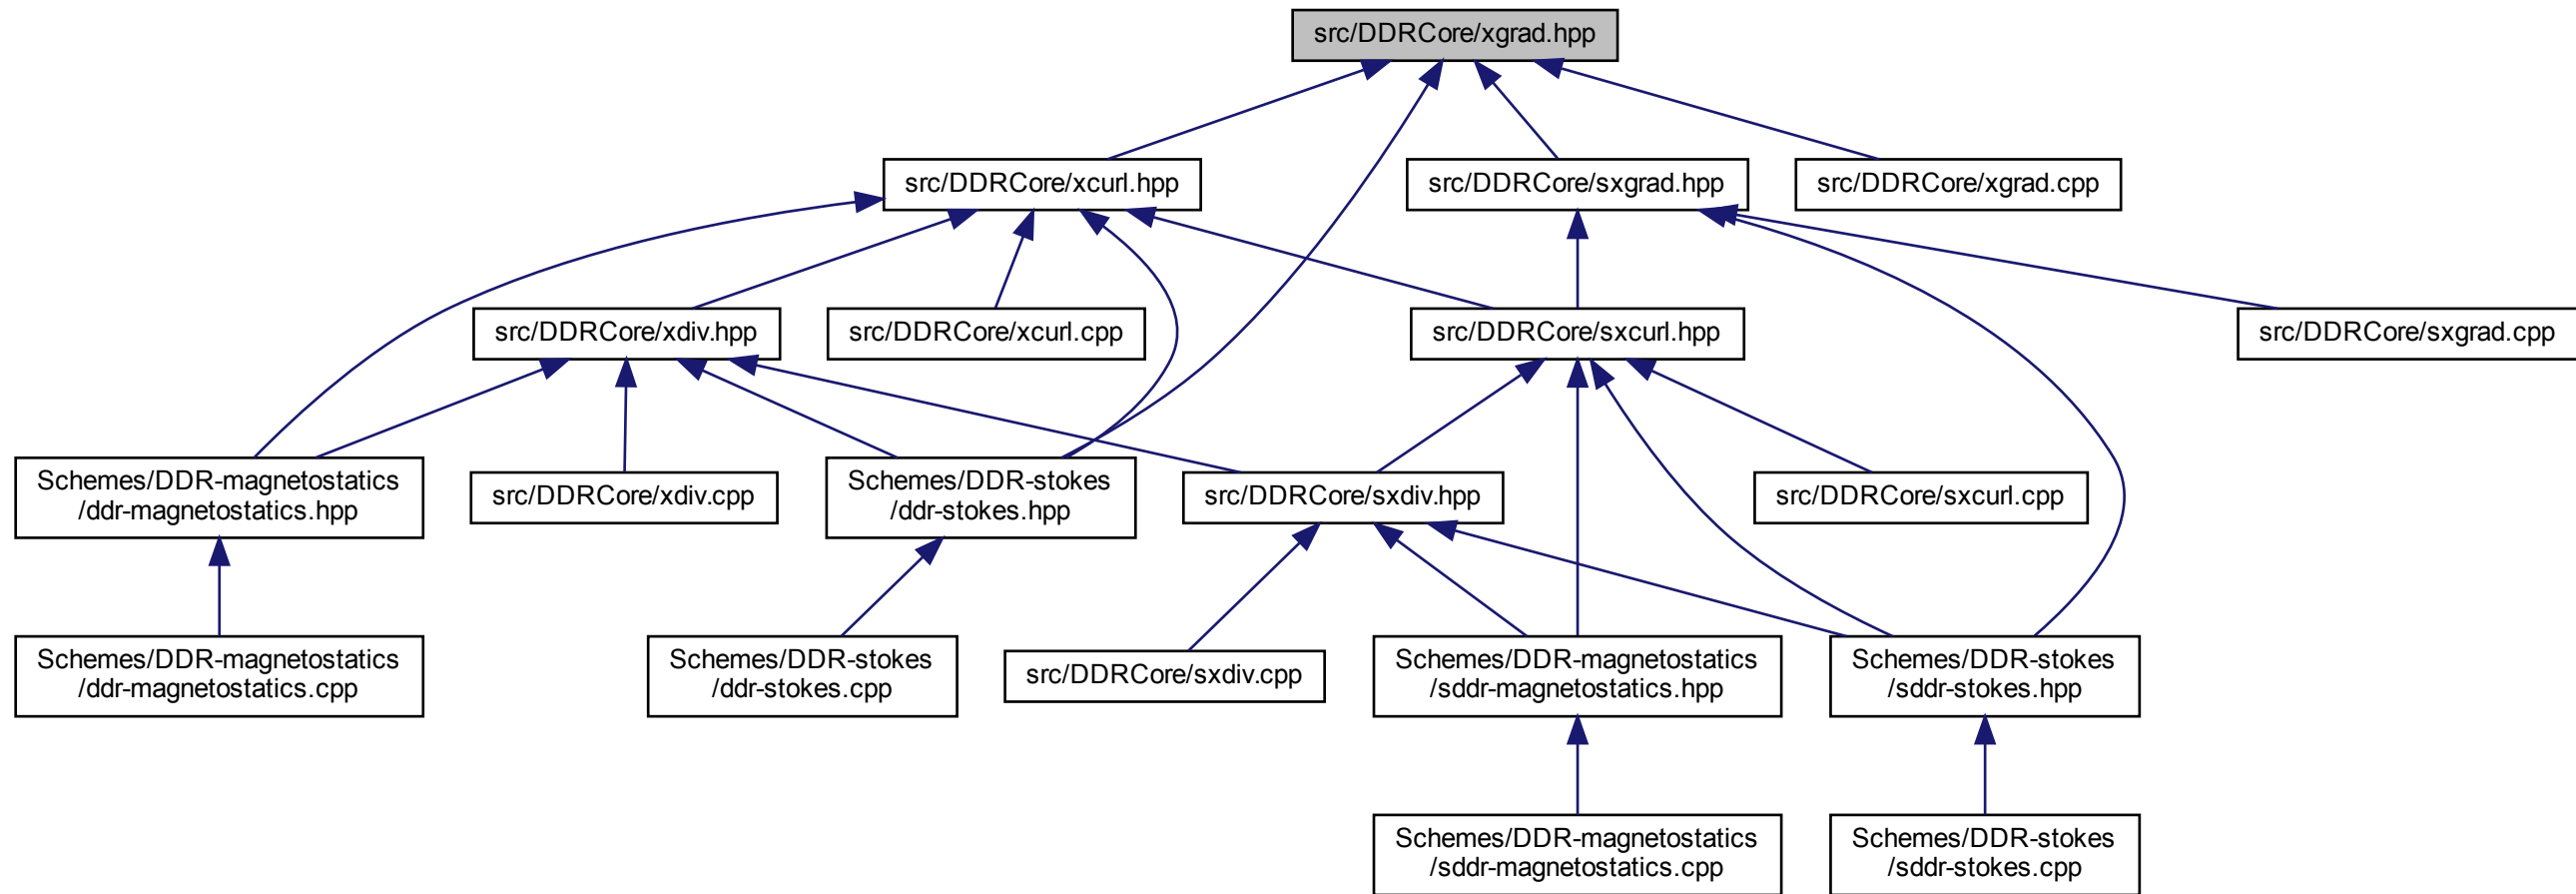 src/DDRCore/xgrad.hpp
src/DDRCore/xcurl.hpp
src/DDRCore/sxgrad.hpp
src/DDRCore/xgrad.cpp
src/DDRCore/xdiv.hpp
src/DDRCore/xcurl.cpp
src/DDRCore/sxcurl.hpp
src/DDRCore/sxgrad.cpp
Schemes/DDR-magnetostatics
/ddr-magnetostatics.hpp
src/DDRCore/xdiv.cpp
Schemes/DDR-stokes
/ddr-stokes.hpp
src/DDRCore/sxdiv.hpp
src/DDRCore/sxcurl.cpp
Schemes/DDR-magnetostatics
/ddr-magnetostatics.cpp
Schemes/DDR-stokes
/ddr-stokes.cpp
src/DDRCore/sxdiv.cpp
Schemes/DDR-magnetostatics
/sddr-magnetostatics.hpp
Schemes/DDR-stokes
/sddr-stokes.hpp
Schemes/DDR-magnetostatics
/sddr-magnetostatics.cpp
Schemes/DDR-stokes
/sddr-stokes.cpp